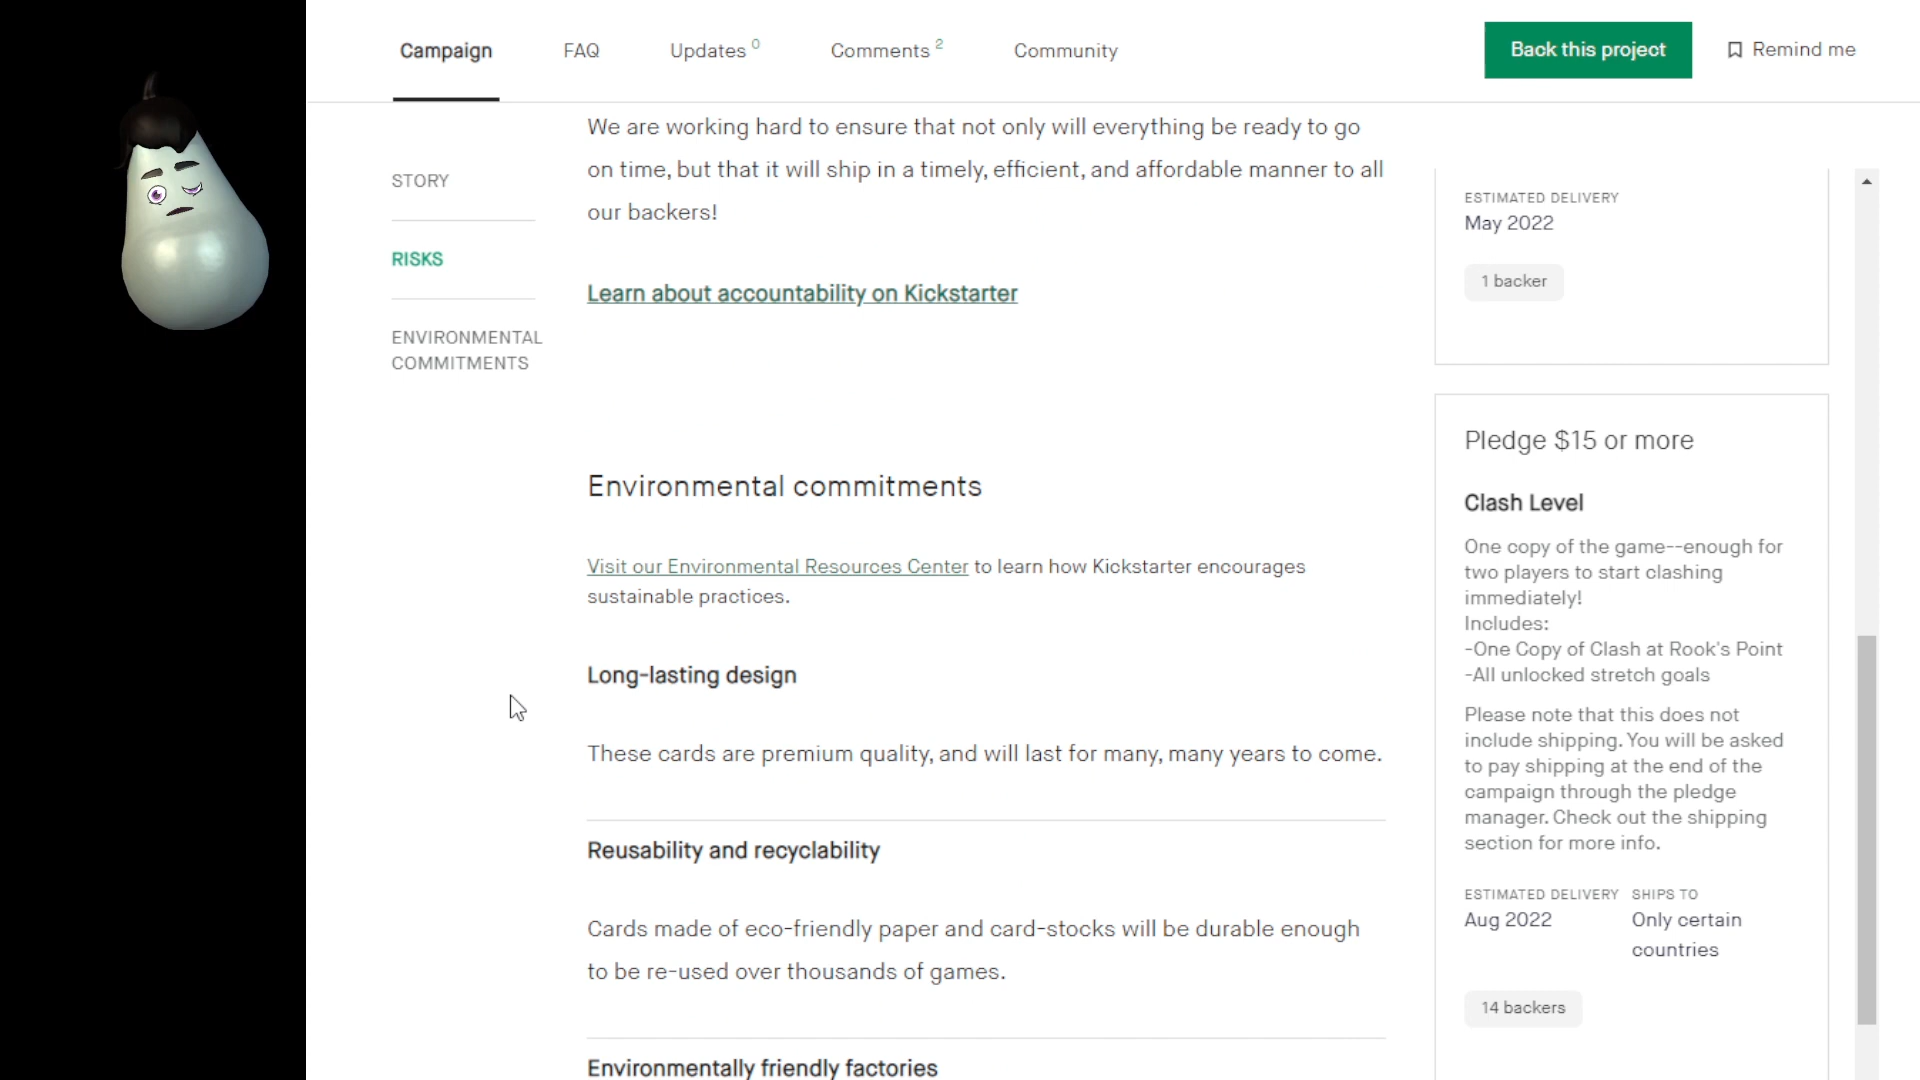 Campaign
FAQ
Updates 0
Comments 2
Community
Back this project
Remind me
STORY
RISKS
ENVIRONMENTAL
COMMITMENTS
We are working hard to ensure that not only will everything be ready to go
on time, but that it will ship in a timely, efficient, and affordable manner to all
our backers!
Learn about accountability on Kickstarter
Environmental commitments
Visit our Environmental Resources Center to learn how Kickstarter encourages
sustainable practices.
Long-lasting design
These cards are premium quality, and will last for many, many years to come.
Reusability and recyclability
Cards made of eco-friendly paper and card-stocks will be durable enough
to be re-used over thousands of games.
Environmentally friendly factories
ESTIMATED DELIVERY
May 2022
1 backer
Pledge $15 or more
Clash Level
One copy of the game--enough for
two players to start clashing
immediately!
Includes:
-One Copy of Clash at Rook's Point
-All unlocked stretch goals
Please note that this does not
include shipping. You will be asked
to pay shipping at the end of the
campaign through the pledge
manager. Check out the shipping
section for more info.
ESTIMATED DELIVERY
Aug 2022
SHIPS TO
Only certain
countries
14 backers